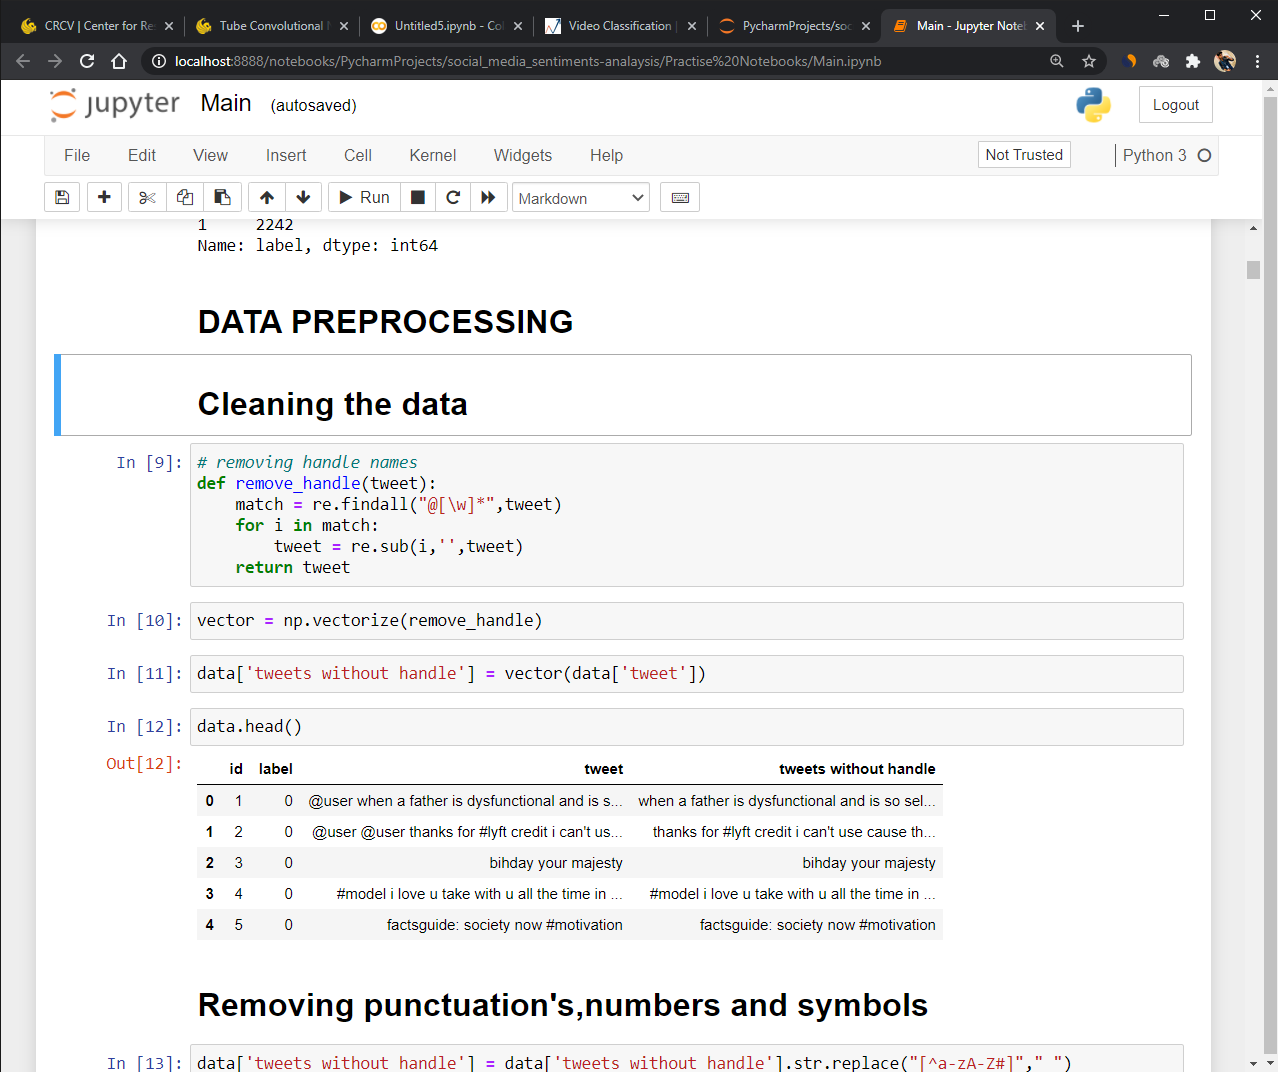 CRCV | Center for Re
Tube Convolutional
Untitled5.ipynb - Co
Video Classification
PycharmProjects/soc
Main - Jupyter Noteb
localhost:8888/notebooks/PycharmProjects/social_media_sentiments-analaysis/Practise%20Notebooks/Main.ipynb
jupyter Main (autosaved)
Logout
File Edit View Insert Cell Kernel Widgets Help
Not Trusted
Python 3
Run
Markdown
1     2242
Name: label, dtype: int64
DATA PREPROCESSING
Cleaning the data
In [9]: # removing handle names
def remove_handle(tweet):
    match = re.findall("@[\w]*",tweet)
    for i in match:
        tweet = re.sub(i,'',tweet)
    return tweet
In [10]: vector = np.vectorize(remove_handle)
In [11]: data['tweets without handle'] = vector(data['tweet'])
In [12]: data.head()
Out[12]:
id label tweet tweets without handle
0 1 0 @user when a father is dysfunctional and is s... when a father is dysfunctional and is so sel...
1 2 0 @user @user thanks for #lyft credit i can't us... thanks for #lyft credit i can't use cause th...
2 3 0 bihday your majesty bihday your majesty
3 4 0 #model i love u take with u all the time in ... #model i love u take with u all the time in ...
4 5 0 factsguide: society now #motivation factsguide: society now #motivation
Removing punctuation's,numbers and symbols
In [13]: data['tweets without handle'] = data['tweets without handle'].str.replace("[^a-zA-Z#]"," ")